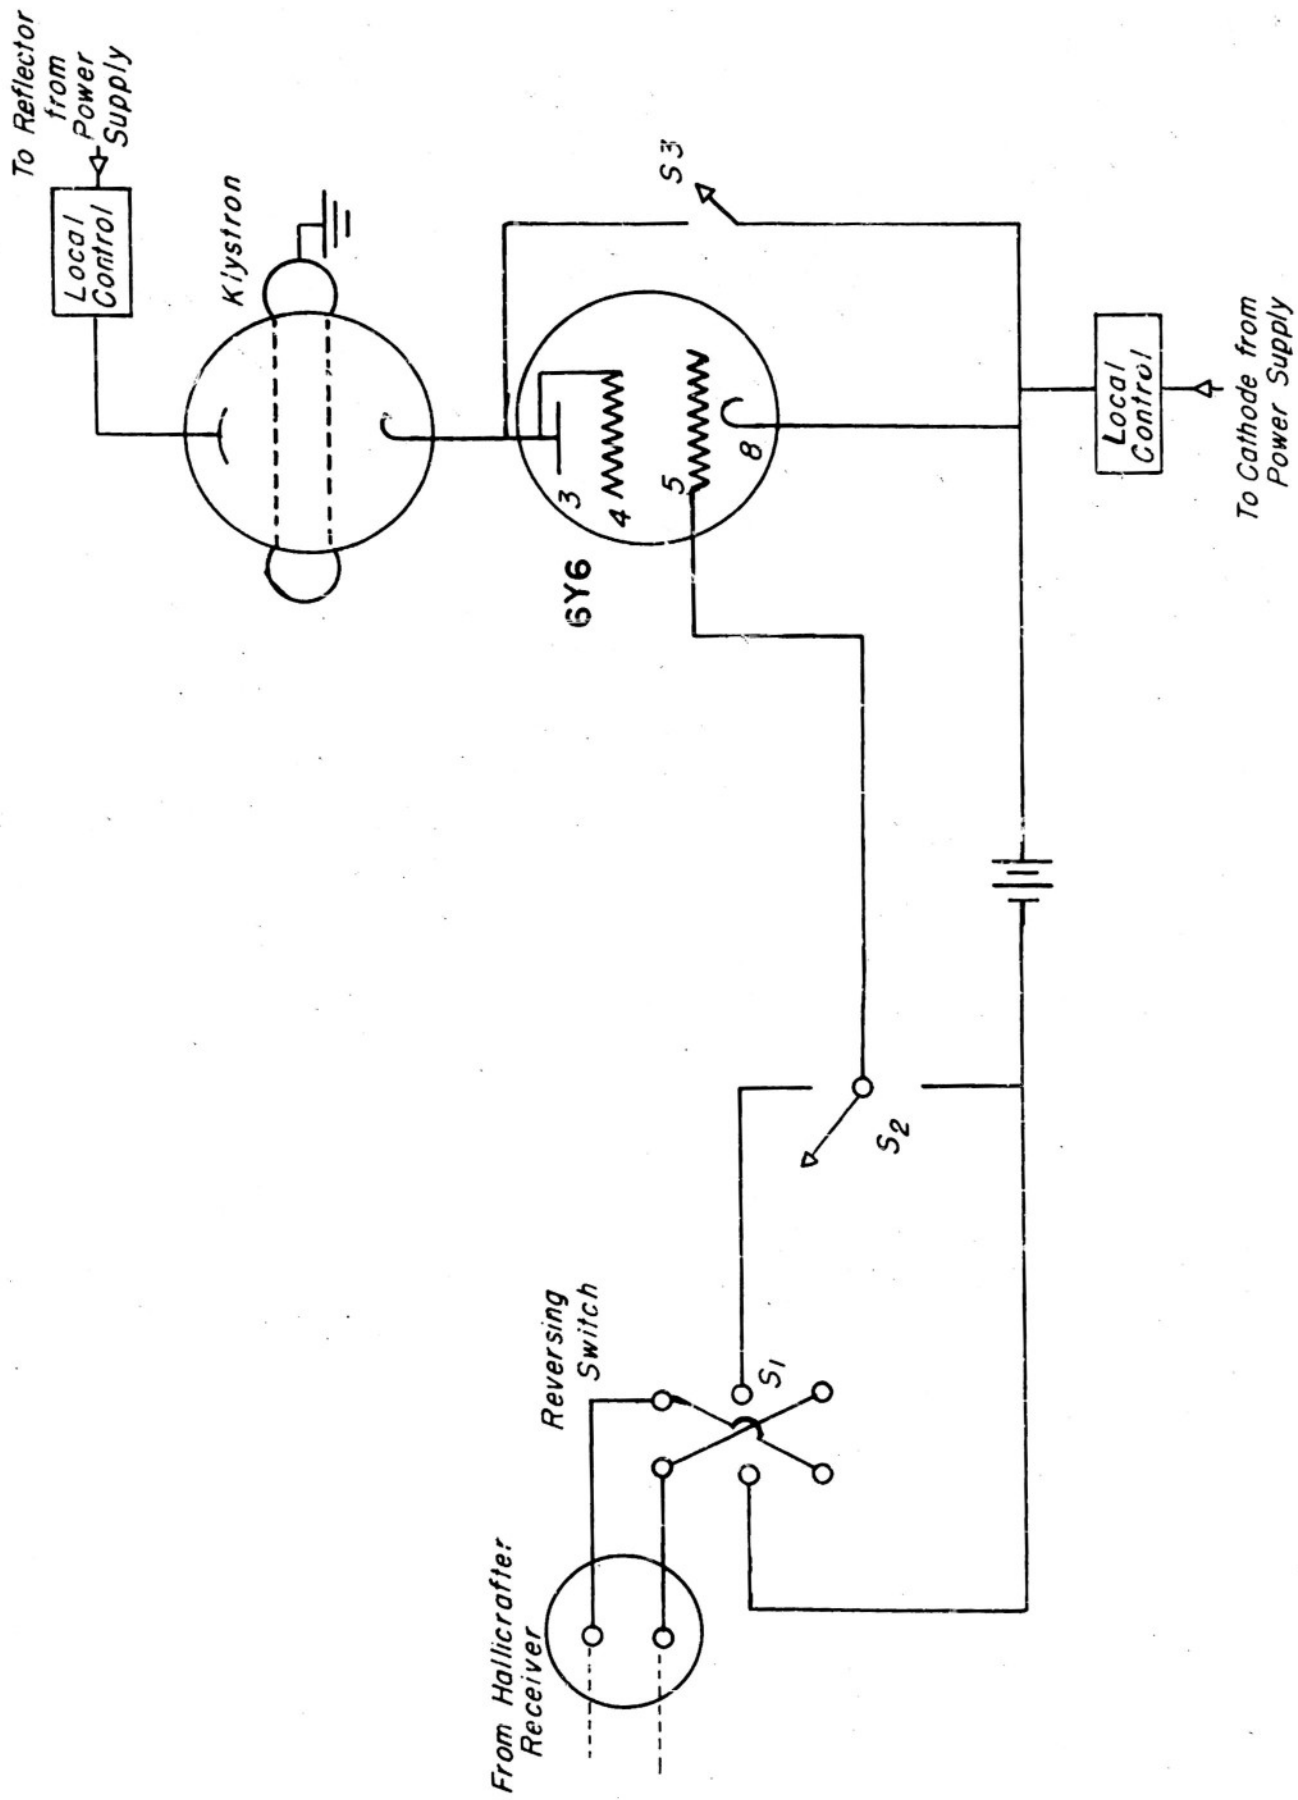 To Reflector
from
Power
Supply
Local
Control
Klystron
S3
3
4
5
8
6Y6
Local
Control
To Cathode from
Power Supply
S2
Reversing
Switch
S1
From Hallicrafter
Receiver